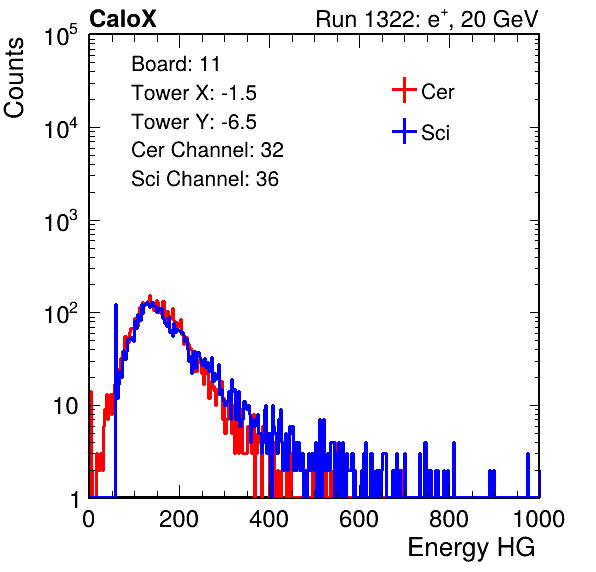 CaloX Run 1322: e⁺, 20 GeV
Counts
10⁵
10⁴
10³
10²
10
1
Board: 11
Tower X: -1.5
Tower Y: -6.5
Cer Channel: 32
Sci Channel: 36
Cer
Sci
0 200 400 600 800 1000
Energy HG